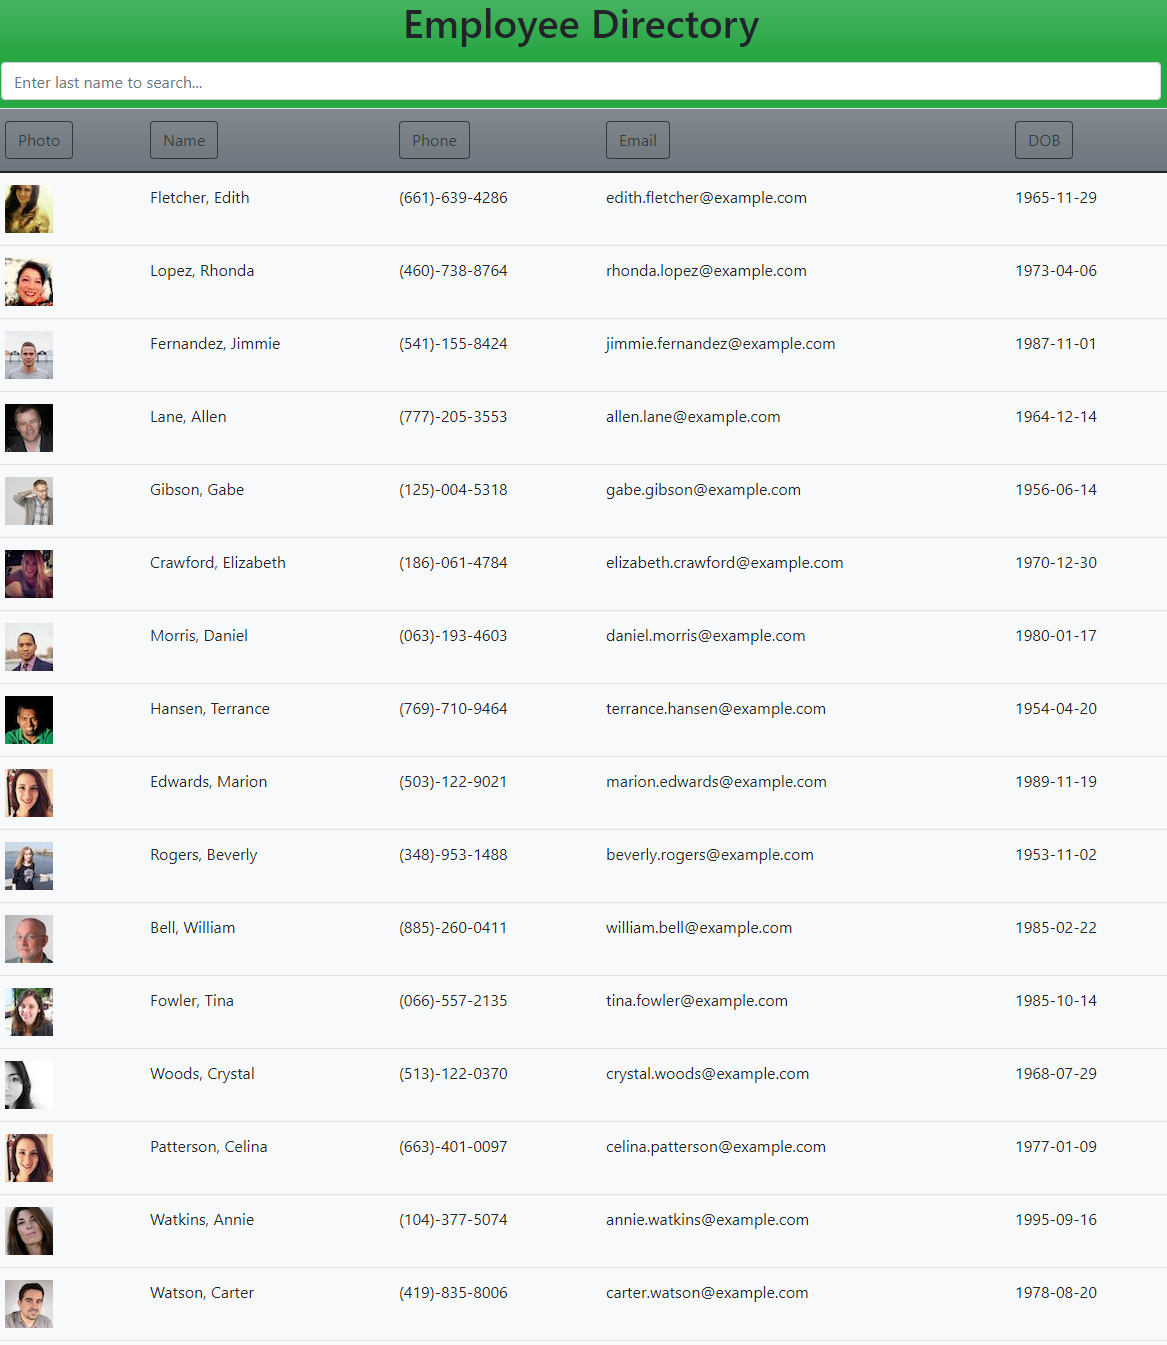 Employee Directory
Enter last name to search...
Photo Name Phone Email DOB
Fletcher, Edith (661)-639-4286 edith.fletcher@example.com 1965-11-29
Lopez, Rhonda (460)-738-8764 rhonda.lopez@example.com 1973-04-06
Fernandez, Jimmie (541)-155-8424 jimmie.fernandez@example.com 1987-11-01
Lane, Allen (777)-205-3553 allen.lane@example.com 1964-12-14
Gibson, Gabe (125)-004-5318 gabe.gibson@example.com 1956-06-14
Crawford, Elizabeth (186)-061-4784 elizabeth.crawford@example.com 1970-12-30
Morris, Daniel (063)-193-4603 daniel.morris@example.com 1980-01-17
Hansen, Terrance (769)-710-9464 terrance.hansen@example.com 1954-04-20
Edwards, Marion (503)-122-9021 marion.edwards@example.com 1989-11-19
Rogers, Beverly (348)-953-1488 beverly.rogers@example.com 1953-11-02
Bell, William (885)-260-0411 william.bell@example.com 1985-02-22
Fowler, Tina (066)-557-2135 tina.fowler@example.com 1985-10-14
Woods, Crystal (513)-122-0370 crystal.woods@example.com 1968-07-29
Patterson, Celina (663)-401-0097 celina.patterson@example.com 1977-01-09
Watkins, Annie (104)-377-5074 annie.watkins@example.com 1995-09-16
Watson, Carter (419)-835-8006 carter.watson@example.com 1978-08-20